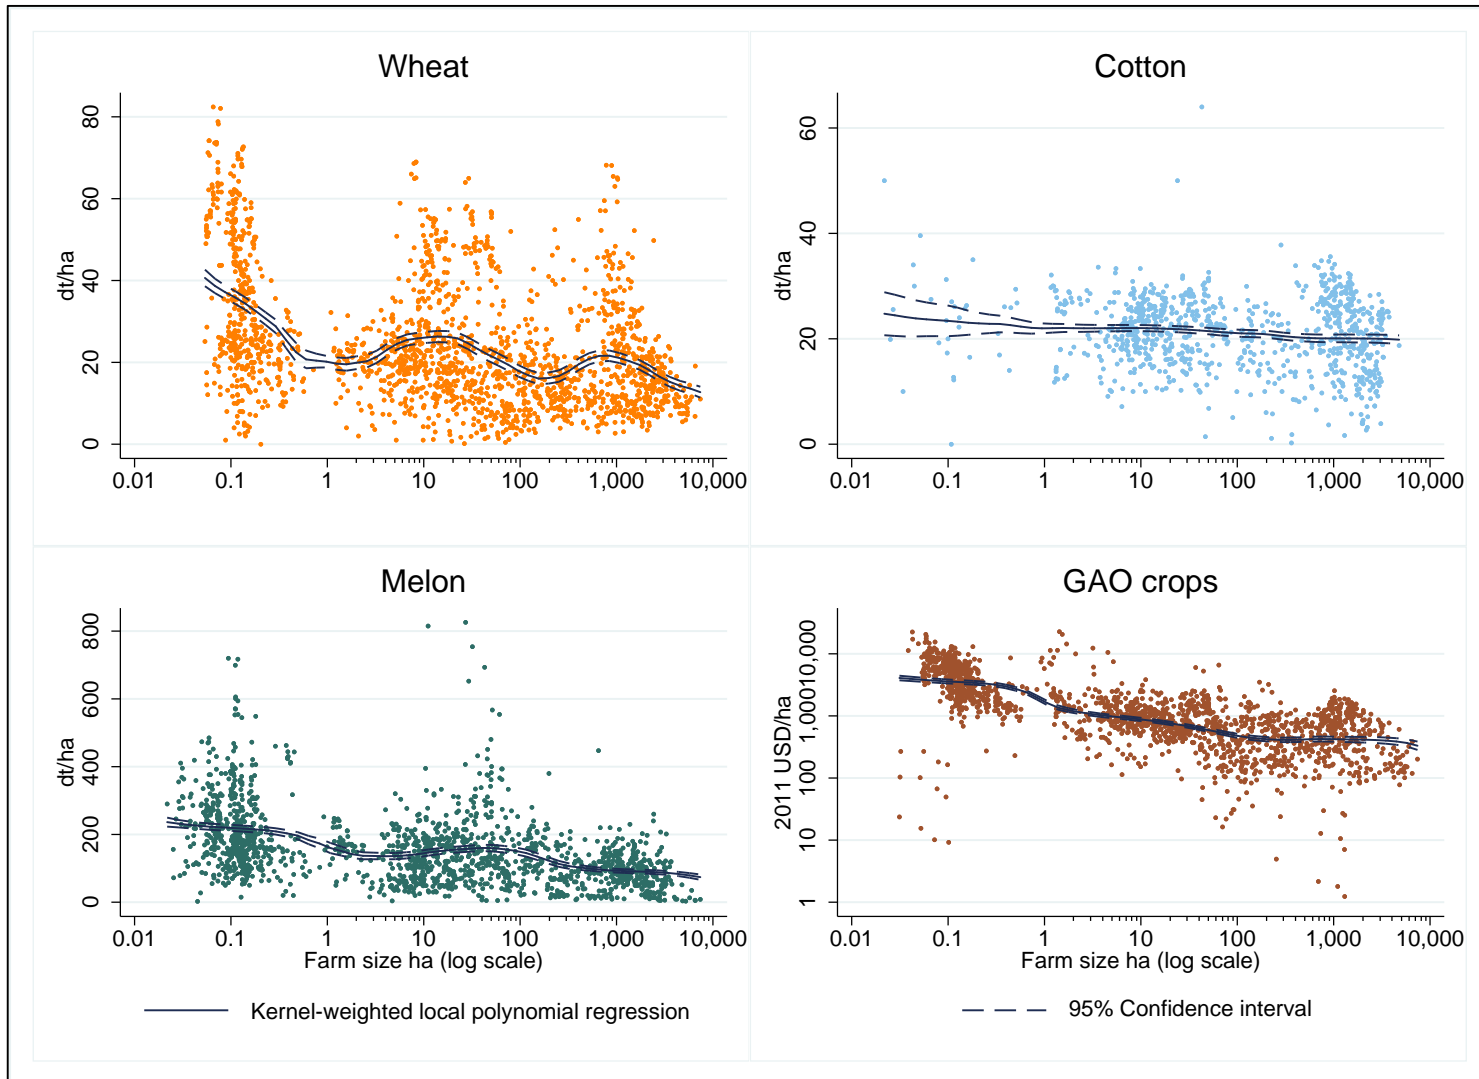 Wheat
dt/ha
80
60
40
20
0
0.01 0.1 1 10 100 1,000 10,000
Cotton
dt/ha
60
40
20
0
0.01 0.1 1 10 100 1,000 10,000
Melon
dt/ha
800
600
400
200
0
0.01 0.1 1 10 100 1,000 10,000
Farm size ha (log scale)
GAO crops
2011 USD/ha
10,000
1,000
100
10
1
0.01 0.1 1 10 100 1,000 10,000
Farm size ha (log scale)
Kernel-weighted local polynomial regression
95% Confidence interval